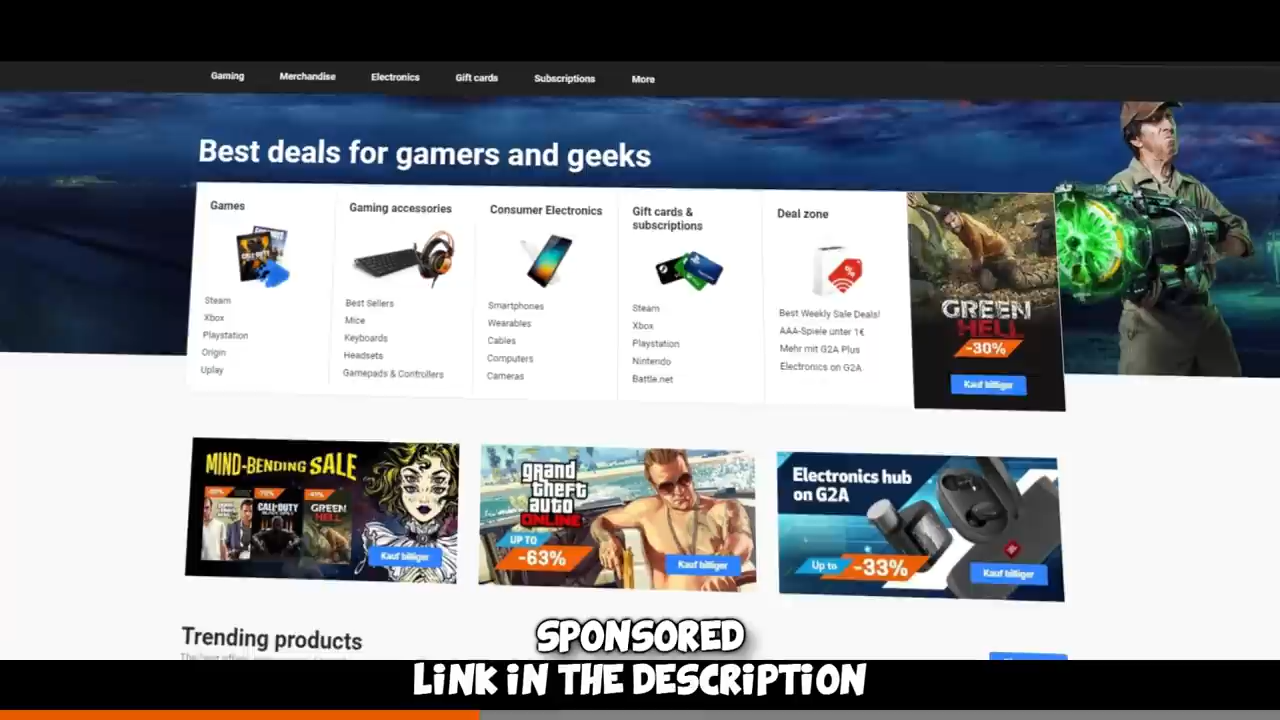 Gaming
Merchandise
Electronics
Gift cards
Subscriptions
More
Best deals for gamers and geeks
Games
Steam
Xbox
Playstation
Origin
Uplay
Gaming accessories
Best Sellers
Mice
Keyboards
Headsets
Gamepads & Controllers
Consumer Electronics
Smartphones
Wearables
Cables
Computers
Cameras
Gift cards &
subscriptions
Steam
Xbox
Playstation
Nintendo
Battle.net
Deal zone
Best Weekly Sale Deals!
AAA-Spiele unter 1€
Mehr mit G2A Plus
Electronics on G2A
GREEN
HELL
-30%
Kauf billiger
MIND-BENDING SALE
CALL·DUTY
GREEN
HELL
Kauf billiger
grand
theft
auto
ONLINE
UP TO
-63%
Kauf billiger
Electronics hub
on G2A
Up to
-33%
Kauf billiger
Trending products
SPONSORED
LINK IN THE DESCRIPTION